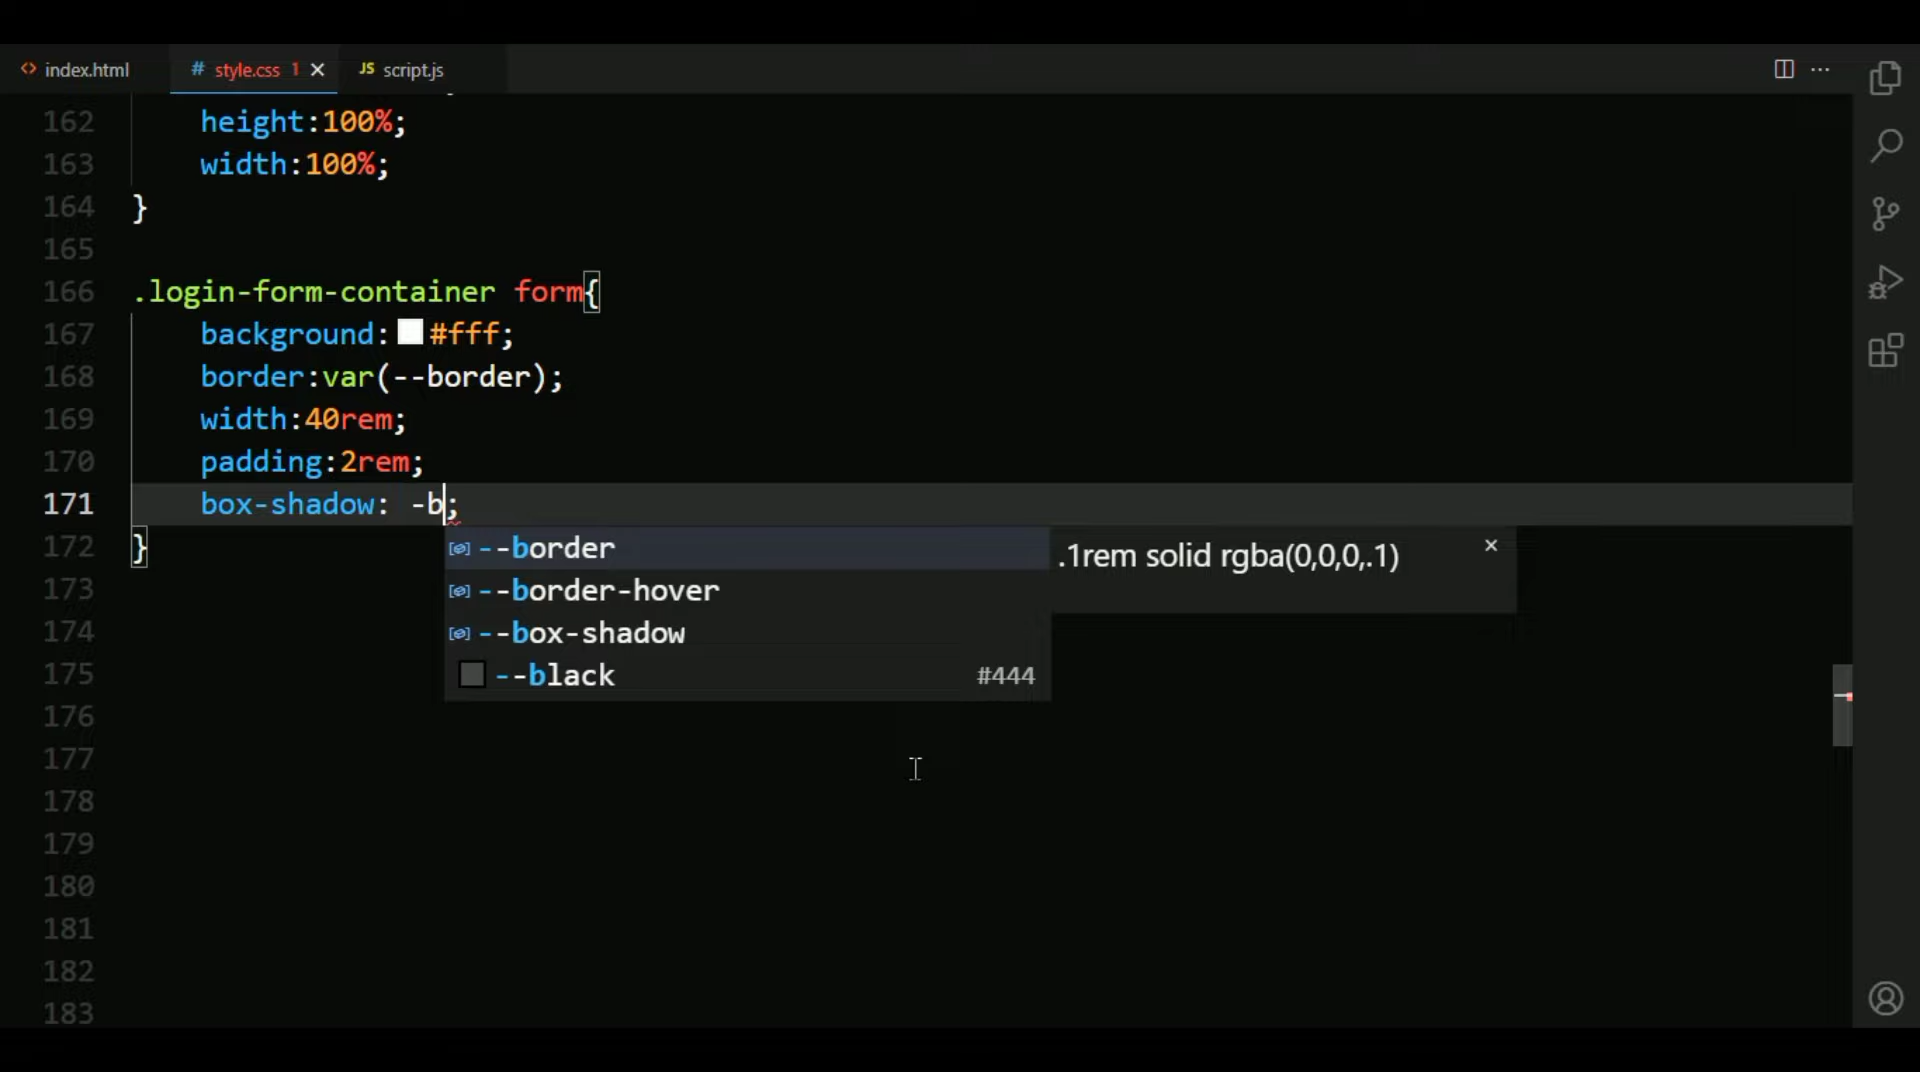 index.html
style.css 1
JS script.js
162 height:100%;
163 width:100%;
164 }
165
166 .login-form-container form{
167 background: #fff;
168 border:var(--border);
169 width:40rem;
170 padding:2rem;
171 box-shadow: -b;
172 }
--border
.1rem solid rgba(0,0,0,.1)
173
--border-hover
174
--box-shadow
175
--black #444
176
177
178
179
180
181
182
183